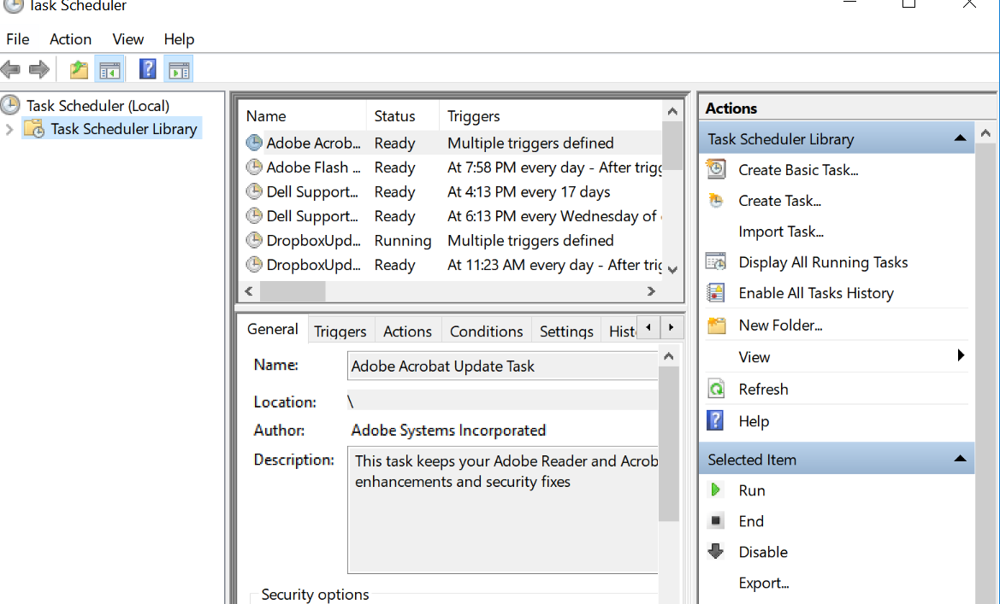 Task Scheduler
File Action View Help
Task Scheduler (Local)
Task Scheduler Library
Name Status Triggers
Adobe Acrob... Ready Multiple triggers defined
Adobe Flash ... Ready At 7:58 PM every day - After trigg
Dell Support... Ready At 4:13 PM every 17 days
Dell Support... Ready At 6:13 PM every Wednesday of
DropboxUpd... Running Multiple triggers defined
DropboxUpd... Ready At 11:23 AM every day - After trig
General Triggers Actions Conditions Settings Hist
Name: Adobe Acrobat Update Task
Location: \
Author: Adobe Systems Incorporated
Description: This task keeps your Adobe Reader and Acrob
enhancements and security fixes
Security options
Actions
Task Scheduler Library
Create Basic Task...
Create Task...
Import Task...
Display All Running Tasks
Enable All Tasks History
New Folder...
View
Refresh
Help
Selected Item
Run
End
Disable
Export...